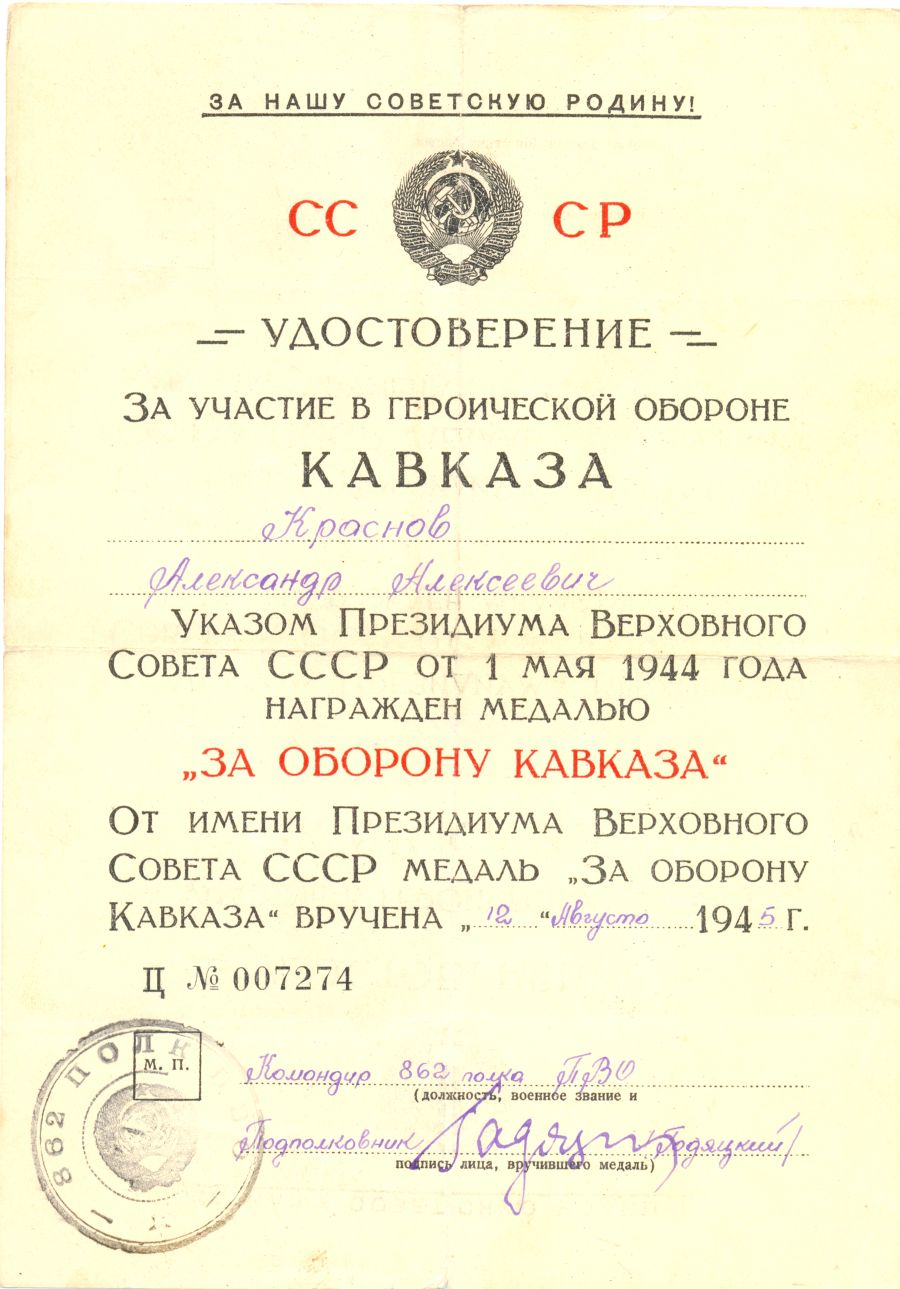 ЗА НАШУ СОВЕТСКУЮ РОДИНУ!
СС СР
УДОСТОВЕРЕНИЕ
ЗА УЧАСТИЕ В ГЕРОИЧЕСКОЙ ОБОРОНЕ
КАВКАЗА
Краснов
Александр Алексеевич
УКАЗОМ ПРЕЗИДИУМА ВЕРХОВНОГО
СОВЕТА СССР ОТ 1 МАЯ 1944 ГОДА
НАГРАЖДЕН МЕДАЛЬЮ
„ЗА ОБОРОНУ КАВКАЗА“
ОТ ИМЕНИ ПРЕЗИДИУМА ВЕРХОВНОГО
СОВЕТА СССР МЕДАЛЬ „ЗА ОБОРОНУ
КАВКАЗА“ ВРУЧЕНА „12“ Августа 1945 Г.
Ц № 007274
862 ПОЛК
М. П.
Командир 862 полка ПВО
(должность, военное звание и
Подполковник /Годяцкий/
подпись лица, вручившего медаль)